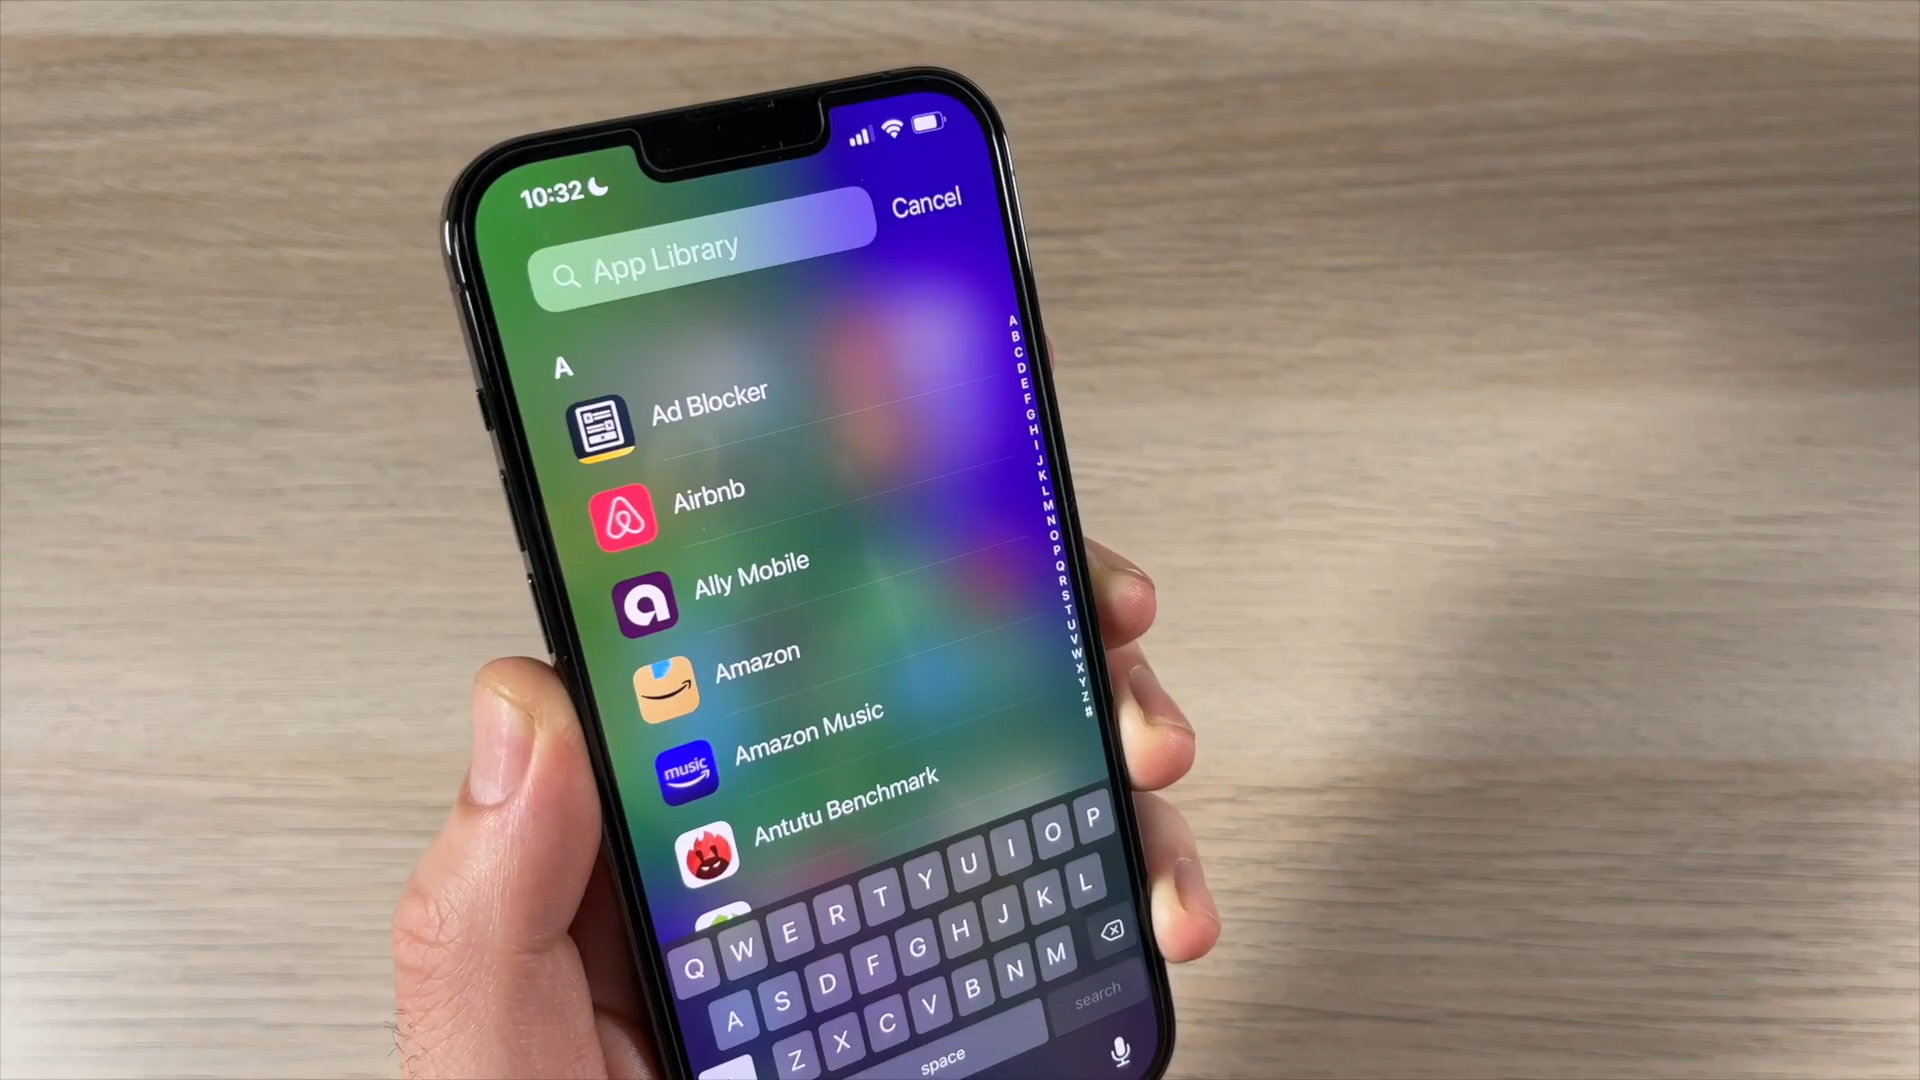 10:32
App Library
Cancel
A
Ad Blocker
Airbnb
Ally Mobile
Amazon
music
Amazon Music
Antutu Benchmark
A
B
C
D
E
F
G
H
I
J
K
L
M
N
O
P
Q
R
S
T
U
V
W
X
Y
Z
#
Q W E R T Y U I O P
A S D F G H J K L
Z X C V B N M
space
search